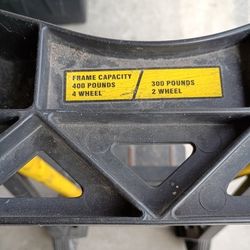 FRAME CAPACITY
400 POUNDS / 300 POUNDS
4 WHEEL 2 WHEEL